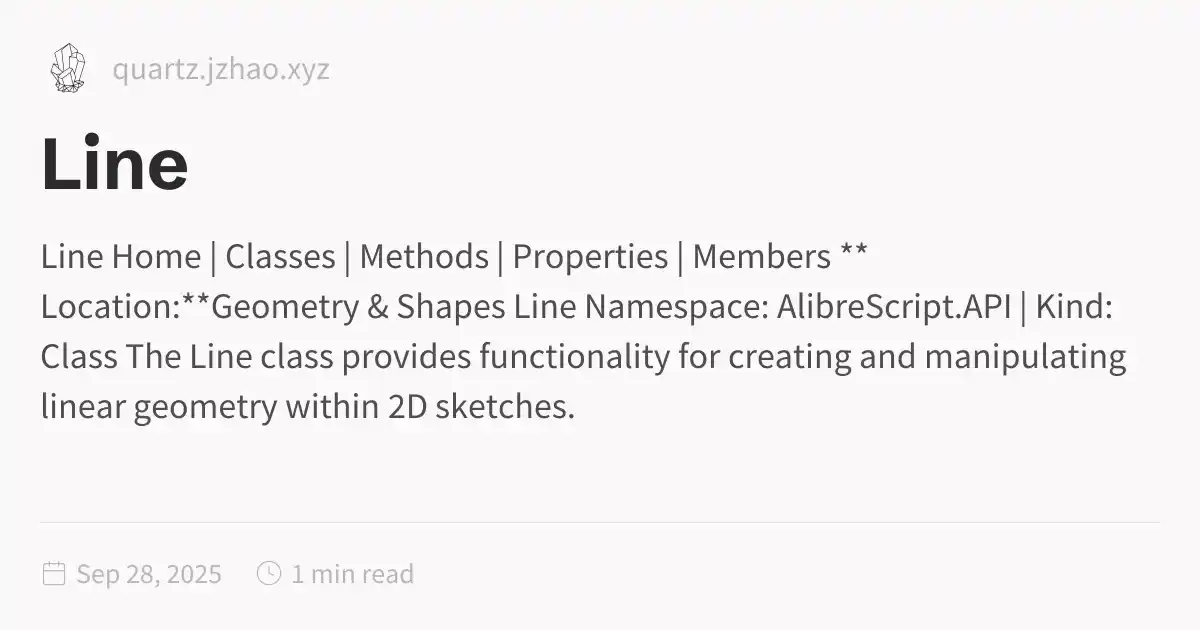 quartz.jzhao.xyz
Line
Line Home | Classes | Methods | Properties | Members **
Location:**Geometry & Shapes Line Namespace: AlibreScript.API | Kind:
Class The Line class provides functionality for creating and manipulating
linear geometry within 2D sketches.
Sep 28, 2025 1 min read